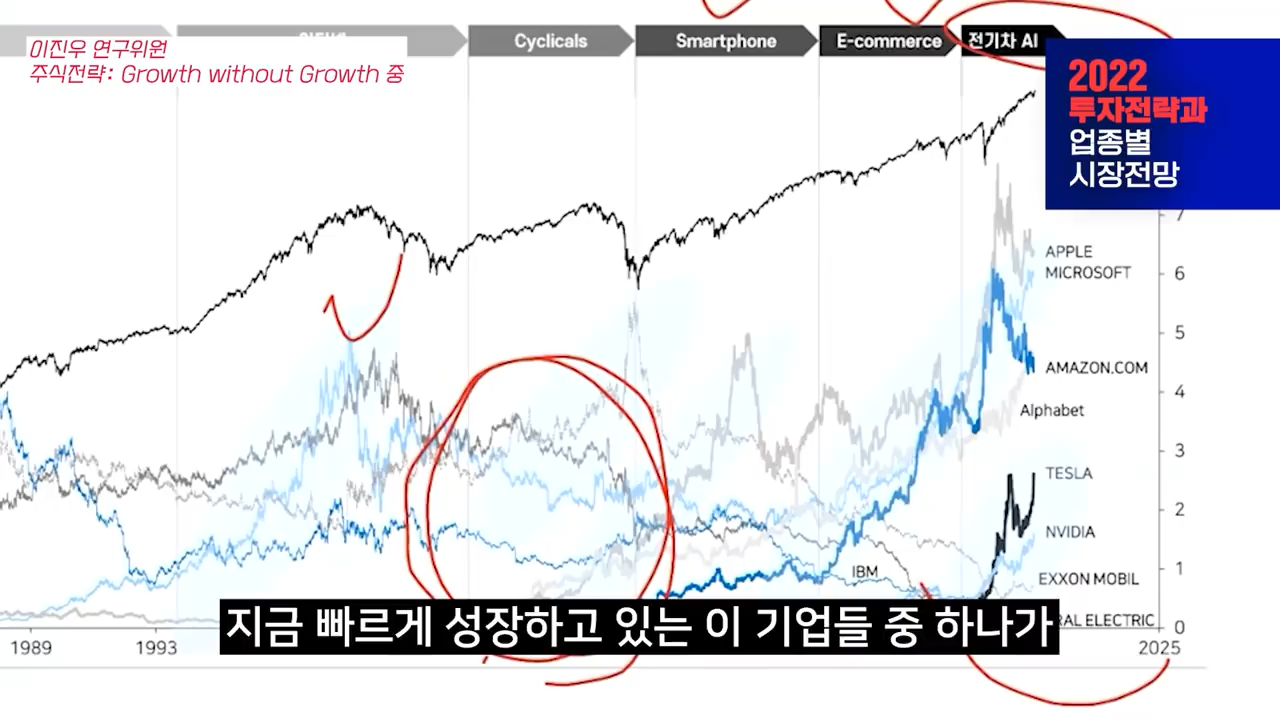 이진우 연구위원
주식전략: Growth without Growth 중
Cyclicals
Smartphone
E-commerce
전기차 AI
2022
투자전략과
업종별
시장전망
7
6
5
4
3
2
1
0
APPLE
MICROSOFT
AMAZON.COM
Alphabet
TESLA
NVIDIA
IBM
EXXON MOBIL
RAL ELECTRIC
1989
1993
2025
지금 빠르게 성장하고 있는 이 기업들 중 하나가